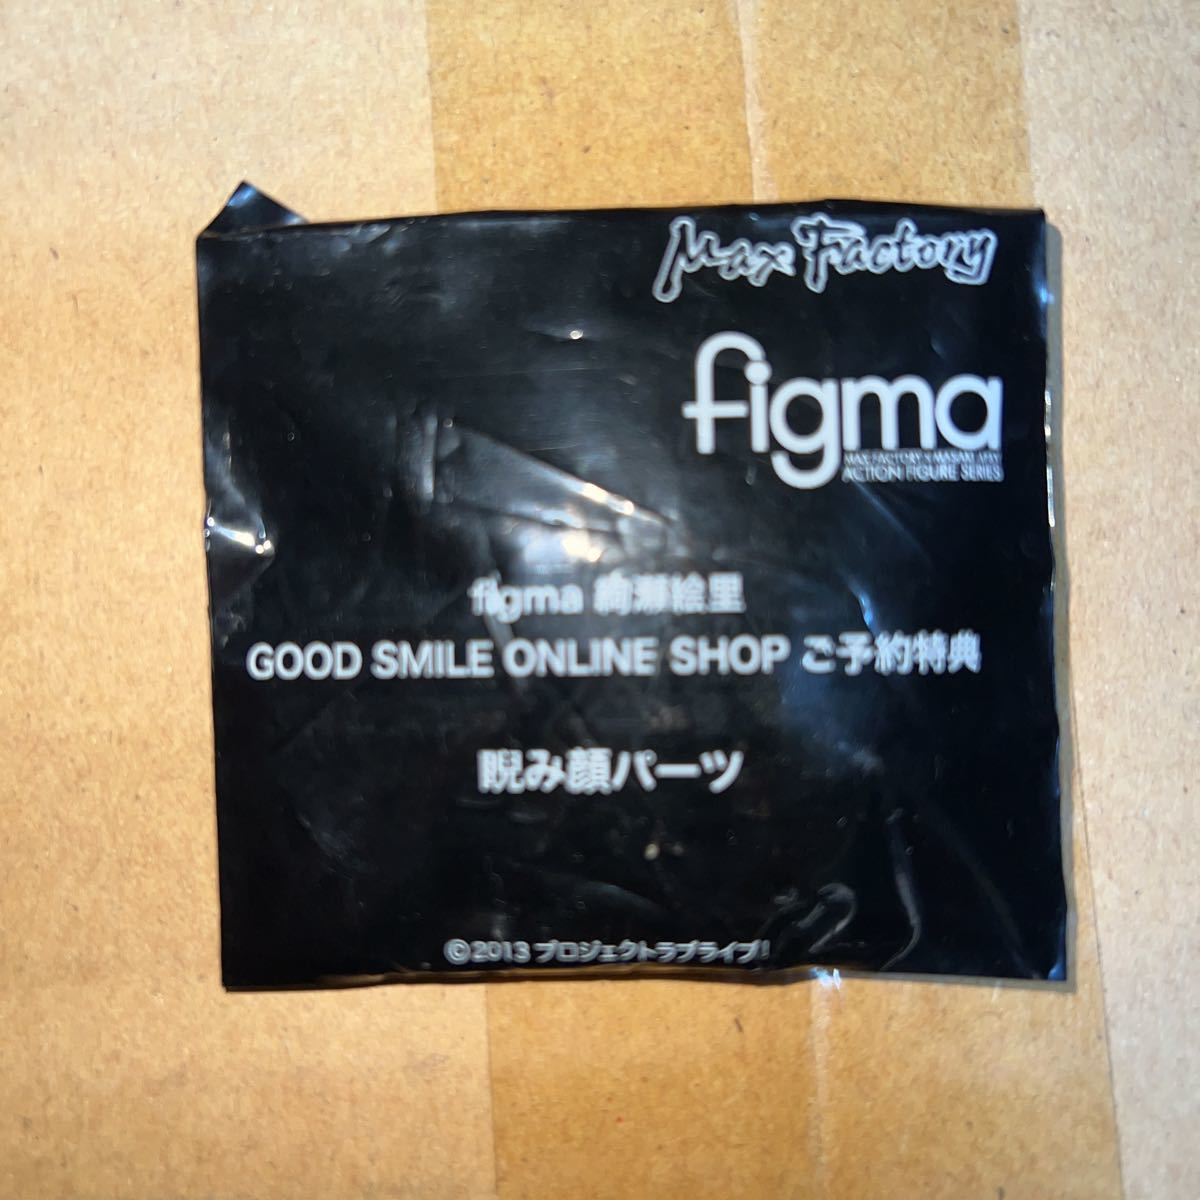 Max Factory
figma
MAX FACTORY × MASAKI APSY
ACTION FIGURE SERIES
figma 絢瀬絵里
GOOD SMILE ONLINE SHOP ご予約特典
睨み顔パーツ
©2013 プロジェクトラブライブ!